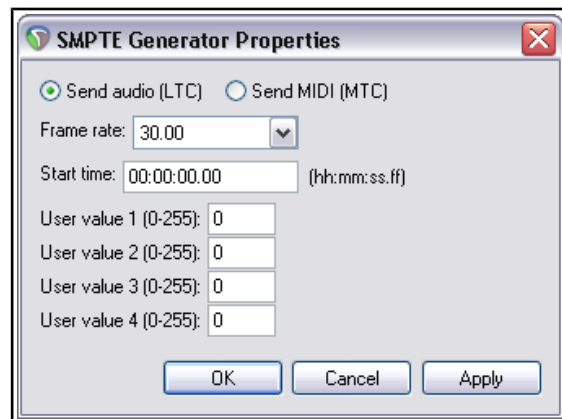 SMPTE Generator Properties
Send audio (LTC) Send MIDI (MTC)
Frame rate: 30.00
Start time: 00:00:00.00 (hh:mm:ss.ff)
User value 1 (0-255): 0
User value 2 (0-255): 0
User value 3 (0-255): 0
User value 4 (0-255): 0
OK Cancel Apply